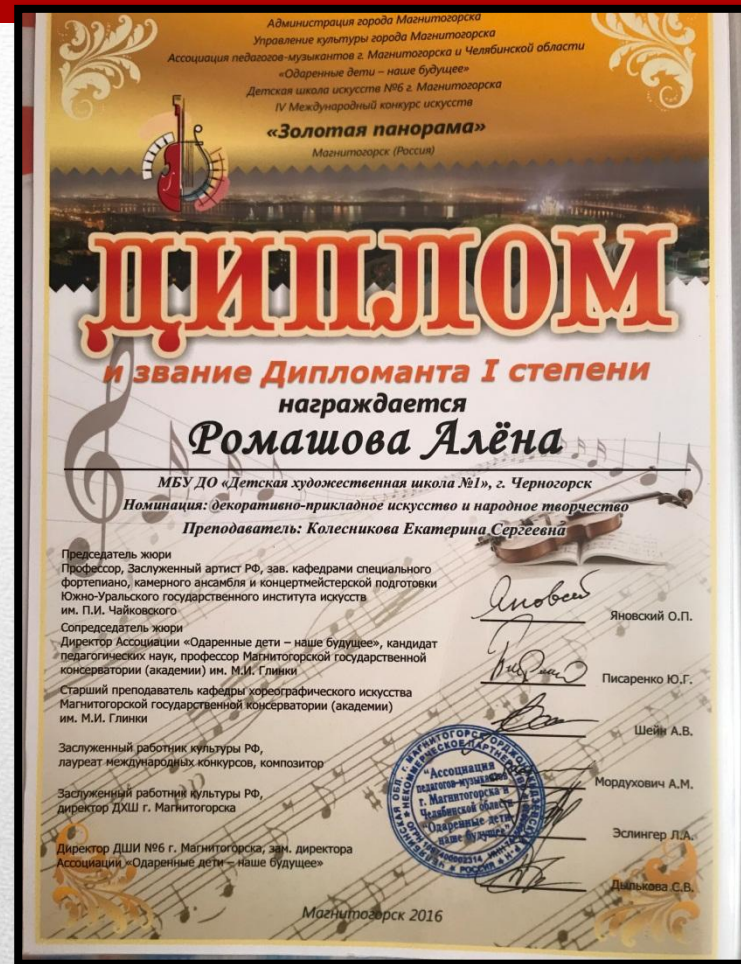 Администрация города Магнитогорска
Управление культуры города Магнитогорска
Ассоциация педагогов-музыкантов г. Магнитогорска и Челябинской области
«Одаренные дети – наше будущее»
Детская школа искусств №6 г. Магнитогорска
IV Международный конкурс искусств
«Золотая панорама»
Магнитогорск (Россия)
ДИПЛОМ
и звание Дипломанта I степени
награждается
Ромашова Алёна
МБУ ДО «Детская художественная школа №1», г. Черногорск
Номинация: декоративно-прикладное искусство и народное творчество
Преподаватель: Колесникова Екатерина Сергеевна
Председатель жюри
Профессор, Заслуженный артист РФ, зав. кафедрами специального
фортепиано, камерного ансамбля и концертмейстерской подготовки
Южно-Уральского государственного института искусств
им. П.И. Чайковского
Яновский О.П.
Сопредседатель жюри
Директор Ассоциации «Одаренные дети – наше будущее», кандидат
педагогических наук, профессор Магнитогорской государственной
консерватории (академии) им. М.И. Глинки
Писаренко Ю.Г.
Старший преподаватель кафедры хореографического искусства
Магнитогорской государственной консерватории (академии)
им. М.И. Глинки
Шейн А.В.
Заслуженный работник культуры РФ,
лауреат международных конкурсов, композитор
Мордухович А.М.
Заслуженный работник культуры РФ,
директор ДХШ г. Магнитогорска
Эслингер Л.А.
Директор ДШИ №6 г. Магнитогорска, зам. директора
Ассоциации «Одаренные дети – наше будущее»
Дылькова С.В.
"Ассоциация
педагогов-музыкантов
г. Магнитогорска и
Челябинской области
"Одаренные дети-
наше будущее"
Магнитогорск 2016